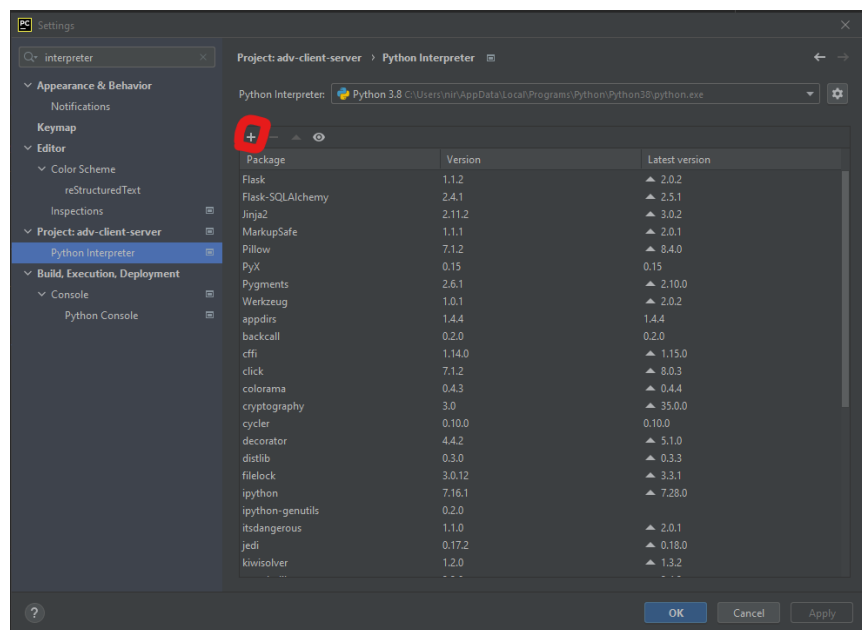 PC Settings
interpreter
Appearance & Behavior
Notifications
Keymap
Editor
Color Scheme
reStructuredText
Inspections
Project: adv-client-server
Python Interpreter
Build, Execution, Deployment
Console
Python Console
Project: adv-client-server › Python Interpreter
Python Interpreter: Python 3.8 C:\Users\nir\AppData\Local\Programs\Python\Python38\python.exe
Package Version Latest version
Flask 1.1.2 2.0.2
Flask-SQLAlchemy 2.4.1 2.5.1
Jinja2 2.11.2 3.0.2
MarkupSafe 1.1.1 2.0.1
Pillow 7.1.2 8.4.0
PyX 0.15 0.15
Pygments 2.6.1 2.10.0
Werkzeug 1.0.1 2.0.2
appdirs 1.4.4 1.4.4
backcall 0.2.0 0.2.0
cffi 1.14.0 1.15.0
click 7.1.2 8.0.3
colorama 0.4.3 0.4.4
cryptography 3.0 35.0.0
cycler 0.10.0 0.10.0
decorator 4.4.2 5.1.0
distlib 0.3.0 0.3.3
filelock 3.0.12 3.3.1
ipython 7.16.1 7.28.0
ipython-genutils 0.2.0
itsdangerous 1.1.0 2.0.1
jedi 0.17.2 0.18.0
kiwisolver 1.2.0 1.3.2
? OK Cancel Apply